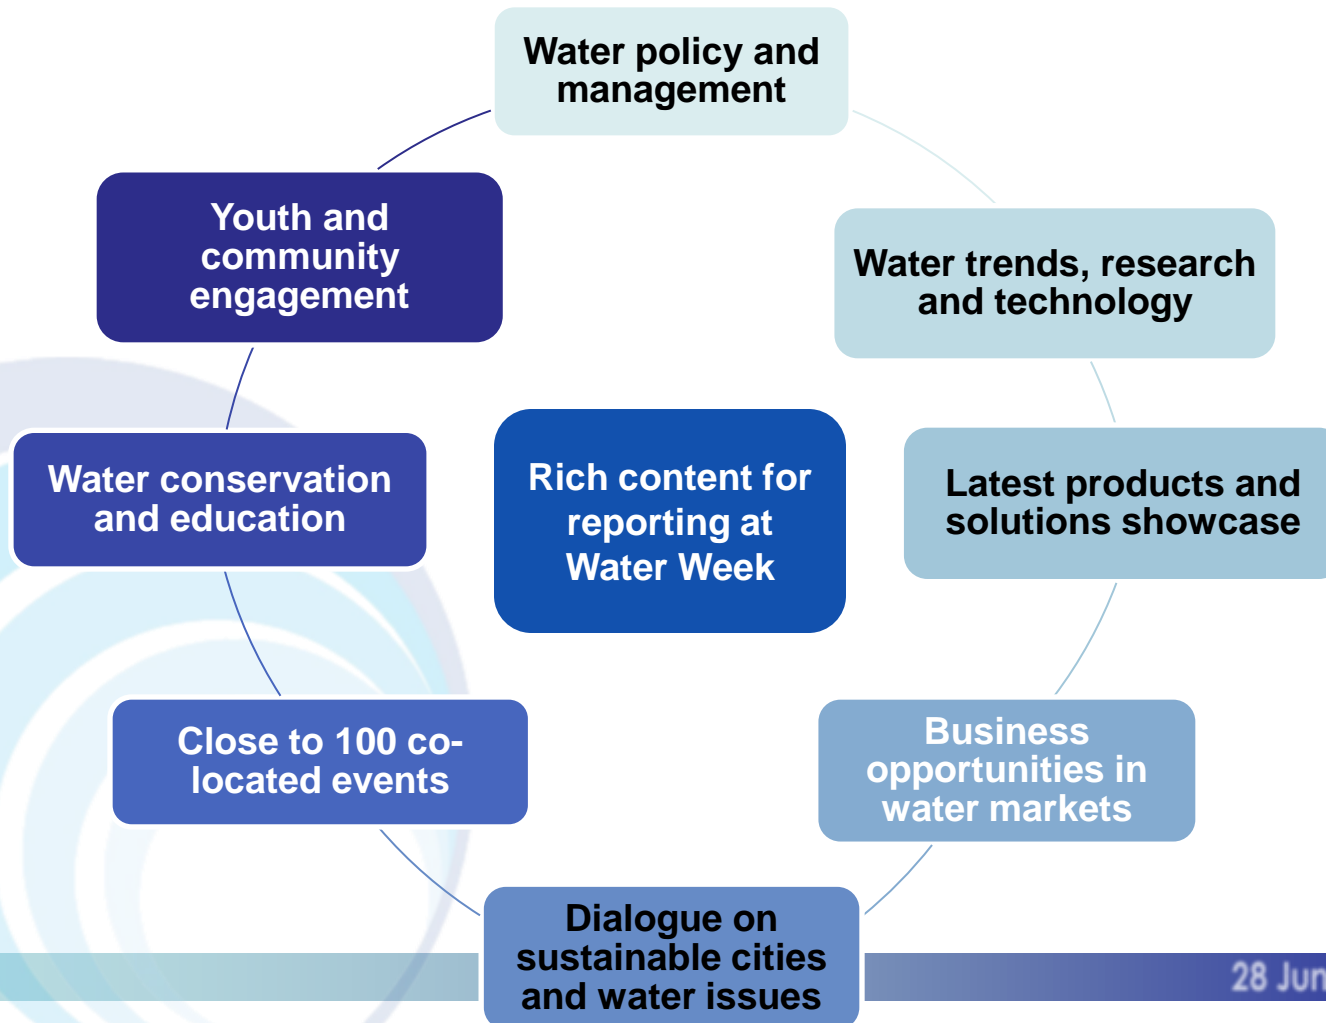 Water policy and
management
Youth and
community
engagement
Water trends, research
and technology
Water conservation
and education
Rich content for
reporting at
Water Week
Latest products and
solutions showcase
Close to 100 co-
located events
Business
opportunities in
water markets
Dialogue on
sustainable cities
and water issues
28 Jun